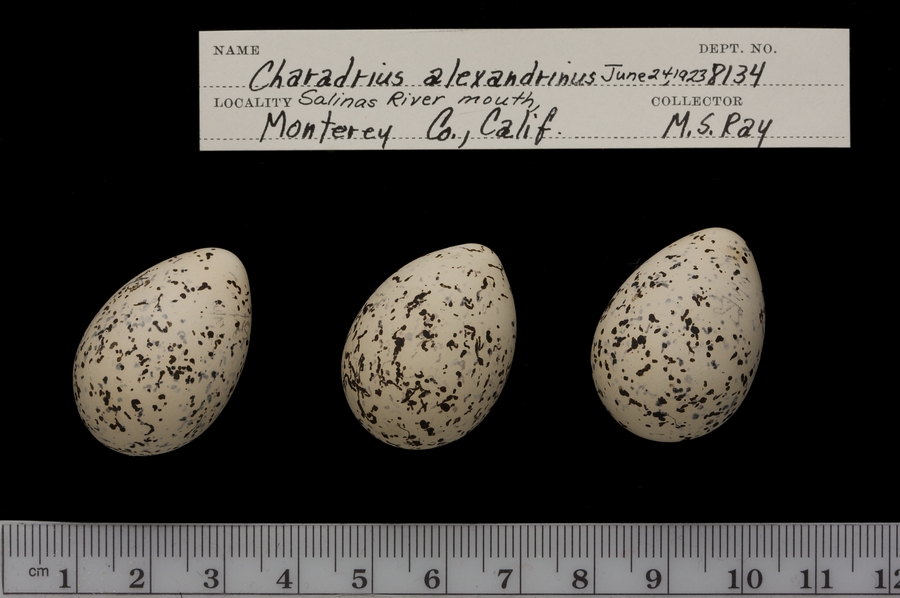 NAME DEPT. NO.
Charadrius alexandrinus June 24, 1923 8134
LOCALITY Salinas River mouth, COLLECTOR
Monterey Co., Calif. M.S. Ray
cm 1 2 3 4 5 6 7 8 9 10 11 12